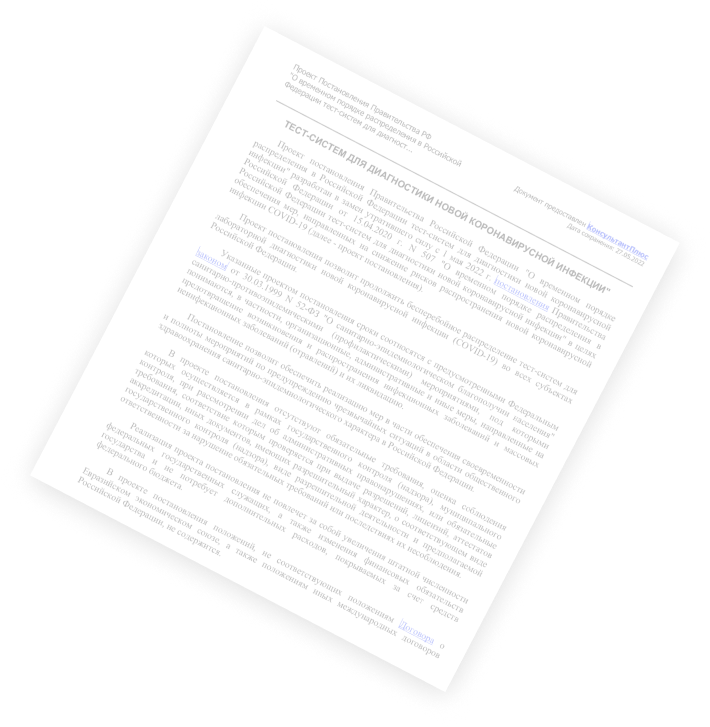 Проект Постановления Правительства РФ
"О временном порядке распределения в Российской
Федерации тест-систем для диагност...
Документ предоставлен КонсультантПлюс
Дата сохранения: 27.05.2022
ТЕСТ-СИСТЕМ ДЛЯ ДИАГНОСТИКИ НОВОЙ КОРОНАВИРУСНОЙ ИНФЕКЦИИ"
Проект постановления Правительства Российской Федерации "О временном порядке
распределения в Российской Федерации тест-систем для диагностики новой коронавирусной
инфекции" разработан в замен утратившего силу с 1 мая 2022 г. Постановления Правительства
Российской Федерации от 15.04.2020 г. N 507 "О временном порядке распределения в
Российской Федерации тест-систем для диагностики новой коронавирусной инфекции" в целях
обеспечения мер, направленных на снижение рисков распространения новой коронавирусной
инфекции COVID-19 (далее - проект постановления).
Проект постановления позволит продолжить бесперебойное распределение тест-систем для
лабораторной диагностики новой коронавирусной инфекции (COVID-19) во всех субъектах
Российской Федерации.
Указанные проектом постановления сроки соотносятся с предусмотренными Федеральным
законом от 30.03.1999 N 52-ФЗ "О санитарно-эпидемиологическом благополучии населения"
санитарно-противоэпидемическими (профилактическими) мероприятиями, под которыми
понимаются, в частности, организационные, административные и иные меры, направленные на
предотвращение возникновения и распространения инфекционных заболеваний и массовых
неинфекционных заболеваний (отравлений) и их ликвидацию.
Постановление позволит обеспечить реализацию мер в части обеспечения своевременности
и полноты мероприятий по предупреждению чрезвычайных ситуаций в области общественного
здравоохранения санитарно-эпидемиологического характера в Российской Федерации.
В проекте постановления отсутствуют обязательные требования, оценка соблюдения
которых осуществляется в рамках государственного контроля (надзора), муниципального
контроля, при рассмотрении дел об административных правонарушениях, или обязательные
требования, соответствие которым проверяется при выдаче разрешений, лицензий, аттестатов
аккредитации, иных документов, имеющих разрешительный характер, о соответствующем виде
государственного контроля (надзора), виде разрешительной деятельности и предполагаемой
ответственности за нарушение обязательных требований или последствиях их несоблюдения.
Реализация проекта постановления не повлечет за собой увеличения штатной численности
федеральных государственных служащих, а также изменения финансовых обязательств
государства и не потребует дополнительных расходов, покрываемых за счет средств
федерального бюджета.
В проекте постановления положений, не соответствующих положениям Договора о
Евразийском экономическом союзе, а также положениям иных международных договоров
Российской Федерации, не содержится.